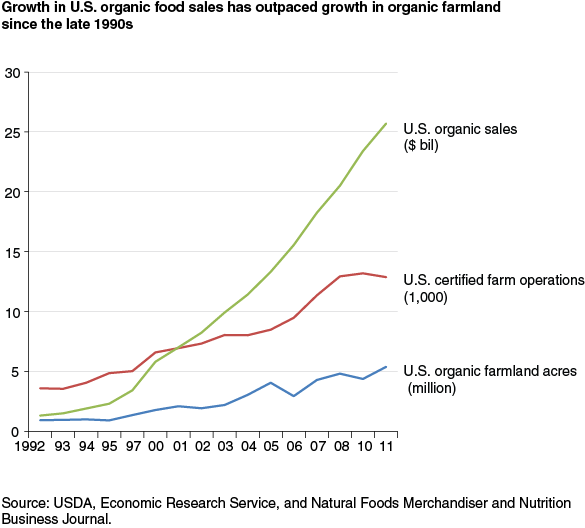 Growth in U.S. organic food sales has outpaced growth in organic farmland
since the late 1990s
30
25
20
15
10
5
0
U.S. organic sales
($ bil)
U.S. certified farm operations
(1,000)
U.S. organic farmland acres
(million)
1992 93 94 95 97 00 01 02 03 04 05 06 07 08 10 11
Source: USDA, Economic Research Service, and Natural Foods Merchandiser and Nutrition
Business Journal.